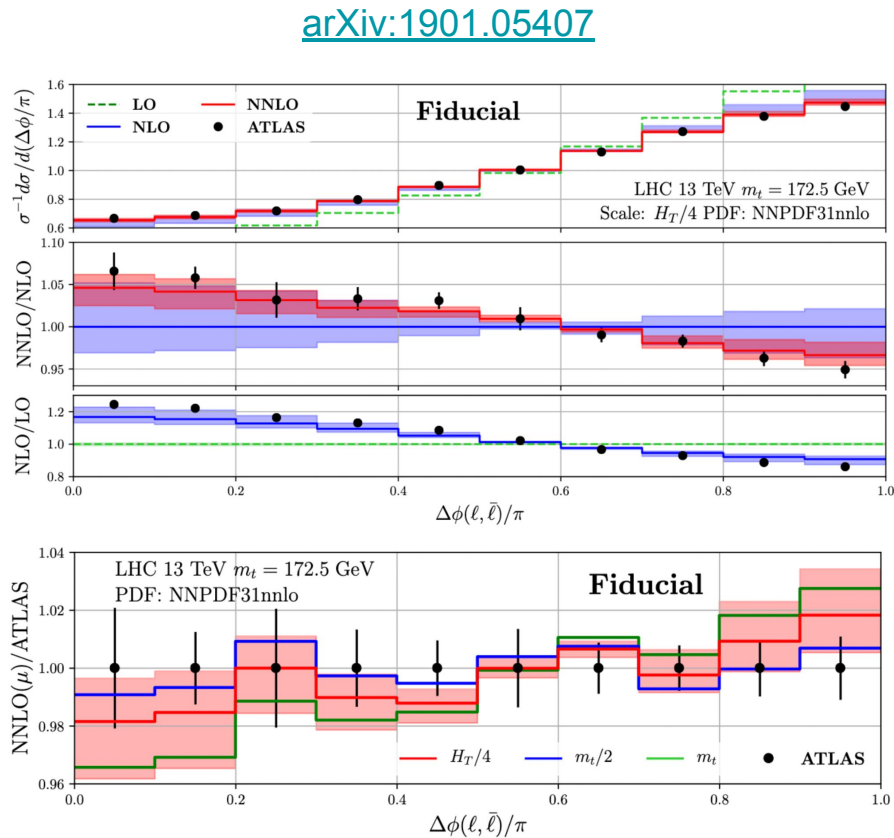 arXiv:1901.05407
σ⁻¹dσ/d(Δϕ/π)
1.6
1.4
1.2
1.0
0.8
0.6
LO
NNLO
NLO
ATLAS
Fiducial
LHC 13 TeV m_t = 172.5 GeV
Scale: H_T/4 PDF: NNPDF31nnlo
NNLO/NLO
1.10
1.05
1.00
0.95
NLO/LO
1.2
1.0
0.8
0.0 0.2 0.4 0.6 0.8 1.0
Δϕ(ℓ, ℓ̄)/π
NNLO(μ)/ATLAS
1.04
1.02
1.00
0.98
0.96
LHC 13 TeV m_t = 172.5 GeV
PDF: NNPDF31nnlo
Fiducial
H_T/4 m_t/2 m_t ATLAS
0.0 0.2 0.4 0.6 0.8 1.0
Δϕ(ℓ, ℓ̄)/π